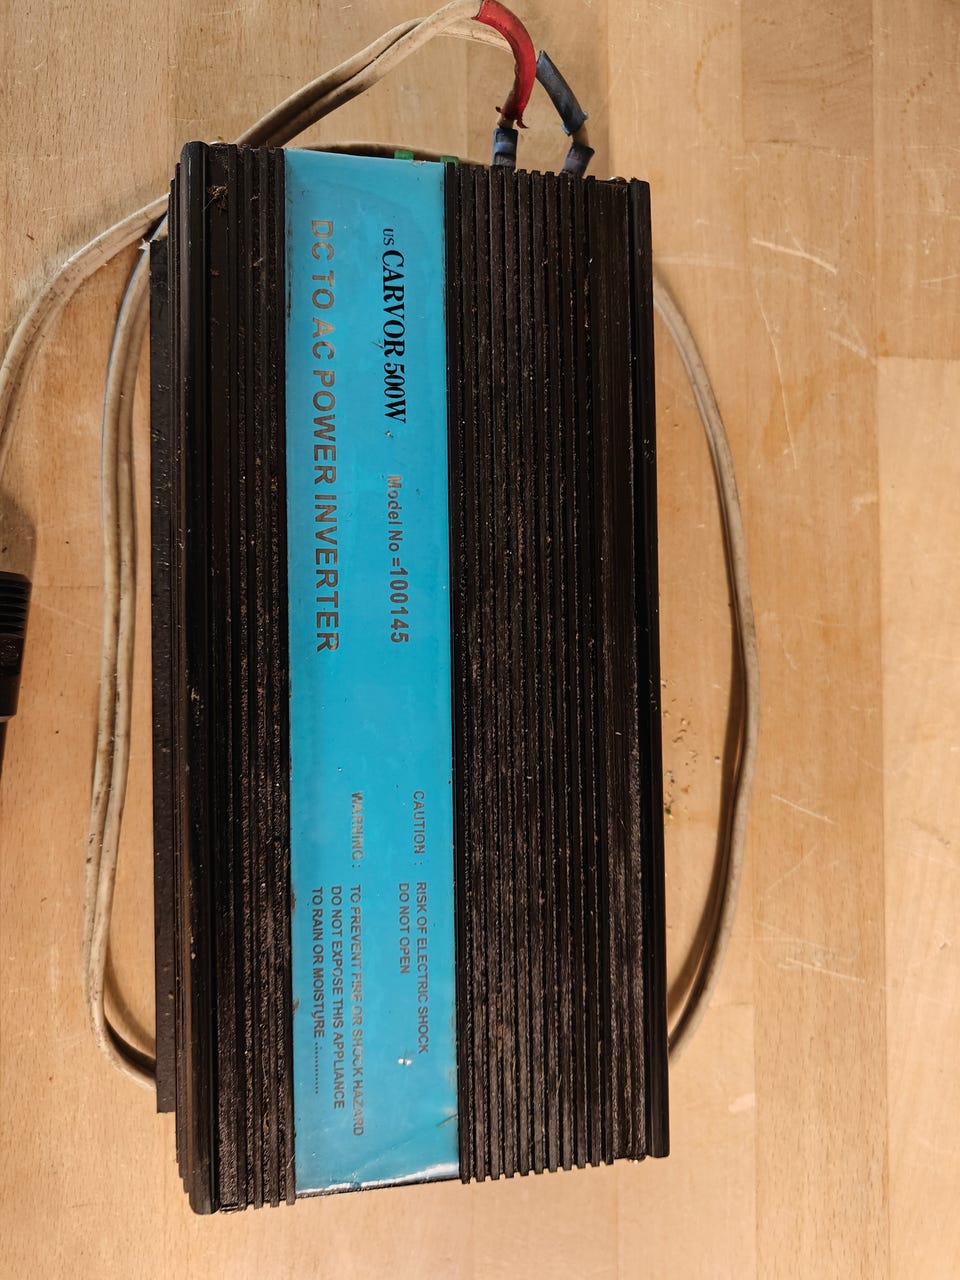 US CARVOR 500W Model No =100145
DC TO AC POWER INVERTER
CAUTION : RISK OF ELECTRIC SHOCK
DO NOT OPEN
WARNING : TO PREVENT FIRE OR SHOCK HAZARD
DO NOT EXPOSE THIS APPLIANCE
TO RAIN OR MOISTURE ...........